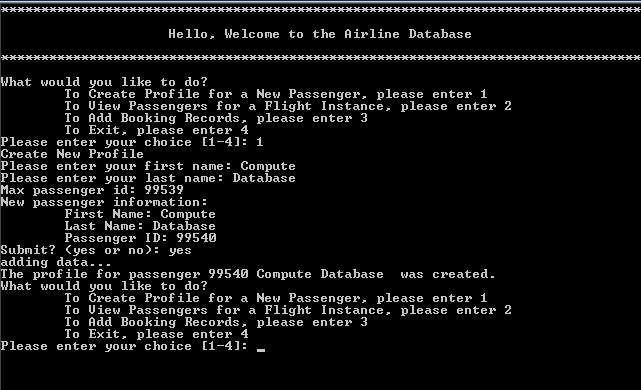 ********************************************************************************
Hello, Welcome to the Airline Database
********************************************************************************
What would you like to do?
To Create Profile for a New Passenger, please enter 1
To View Passengers for a Flight Instance, please enter 2
To Add Booking Records, please enter 3
To Exit, please enter 4
Please enter your choice [1-4]: 1
Create New Profile
Please enter your first name: Compute
Please enter your last name: Database
Max passenger id: 99539
New passenger information:
First Name: Compute
Last Name: Database
Passenger ID: 99540
Submit? (yes or no): yes
adding data...
The profile for passenger 99540 Compute Database  was created.
What would you like to do?
To Create Profile for a New Passenger, please enter 1
To View Passengers for a Flight Instance, please enter 2
To Add Booking Records, please enter 3
To Exit, please enter 4
Please enter your choice [1-4]: _